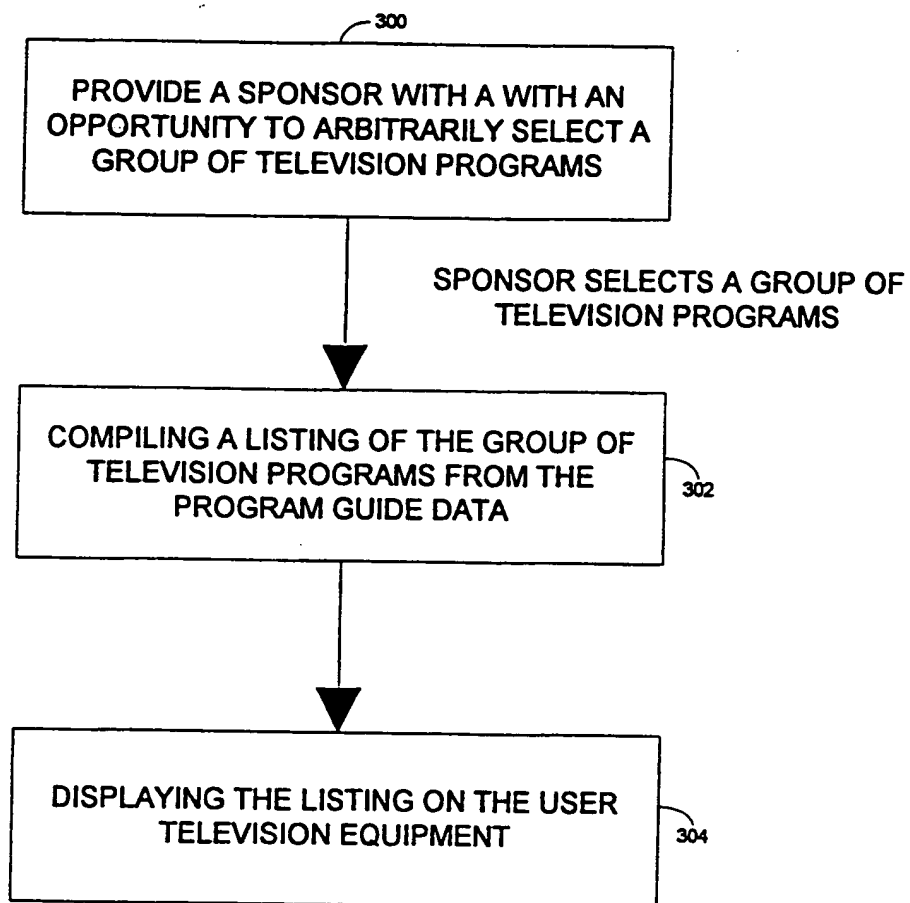 300
PROVIDE A SPONSOR WITH A WITH AN
OPPORTUNITY TO ARBITRARILY SELECT A
GROUP OF TELEVISION PROGRAMS
SPONSOR SELECTS A GROUP OF
TELEVISION PROGRAMS
COMPILING A LISTING OF THE GROUP OF
TELEVISION PROGRAMS FROM THE
PROGRAM GUIDE DATA
302
DISPLAYING THE LISTING ON THE USER
TELEVISION EQUIPMENT
304